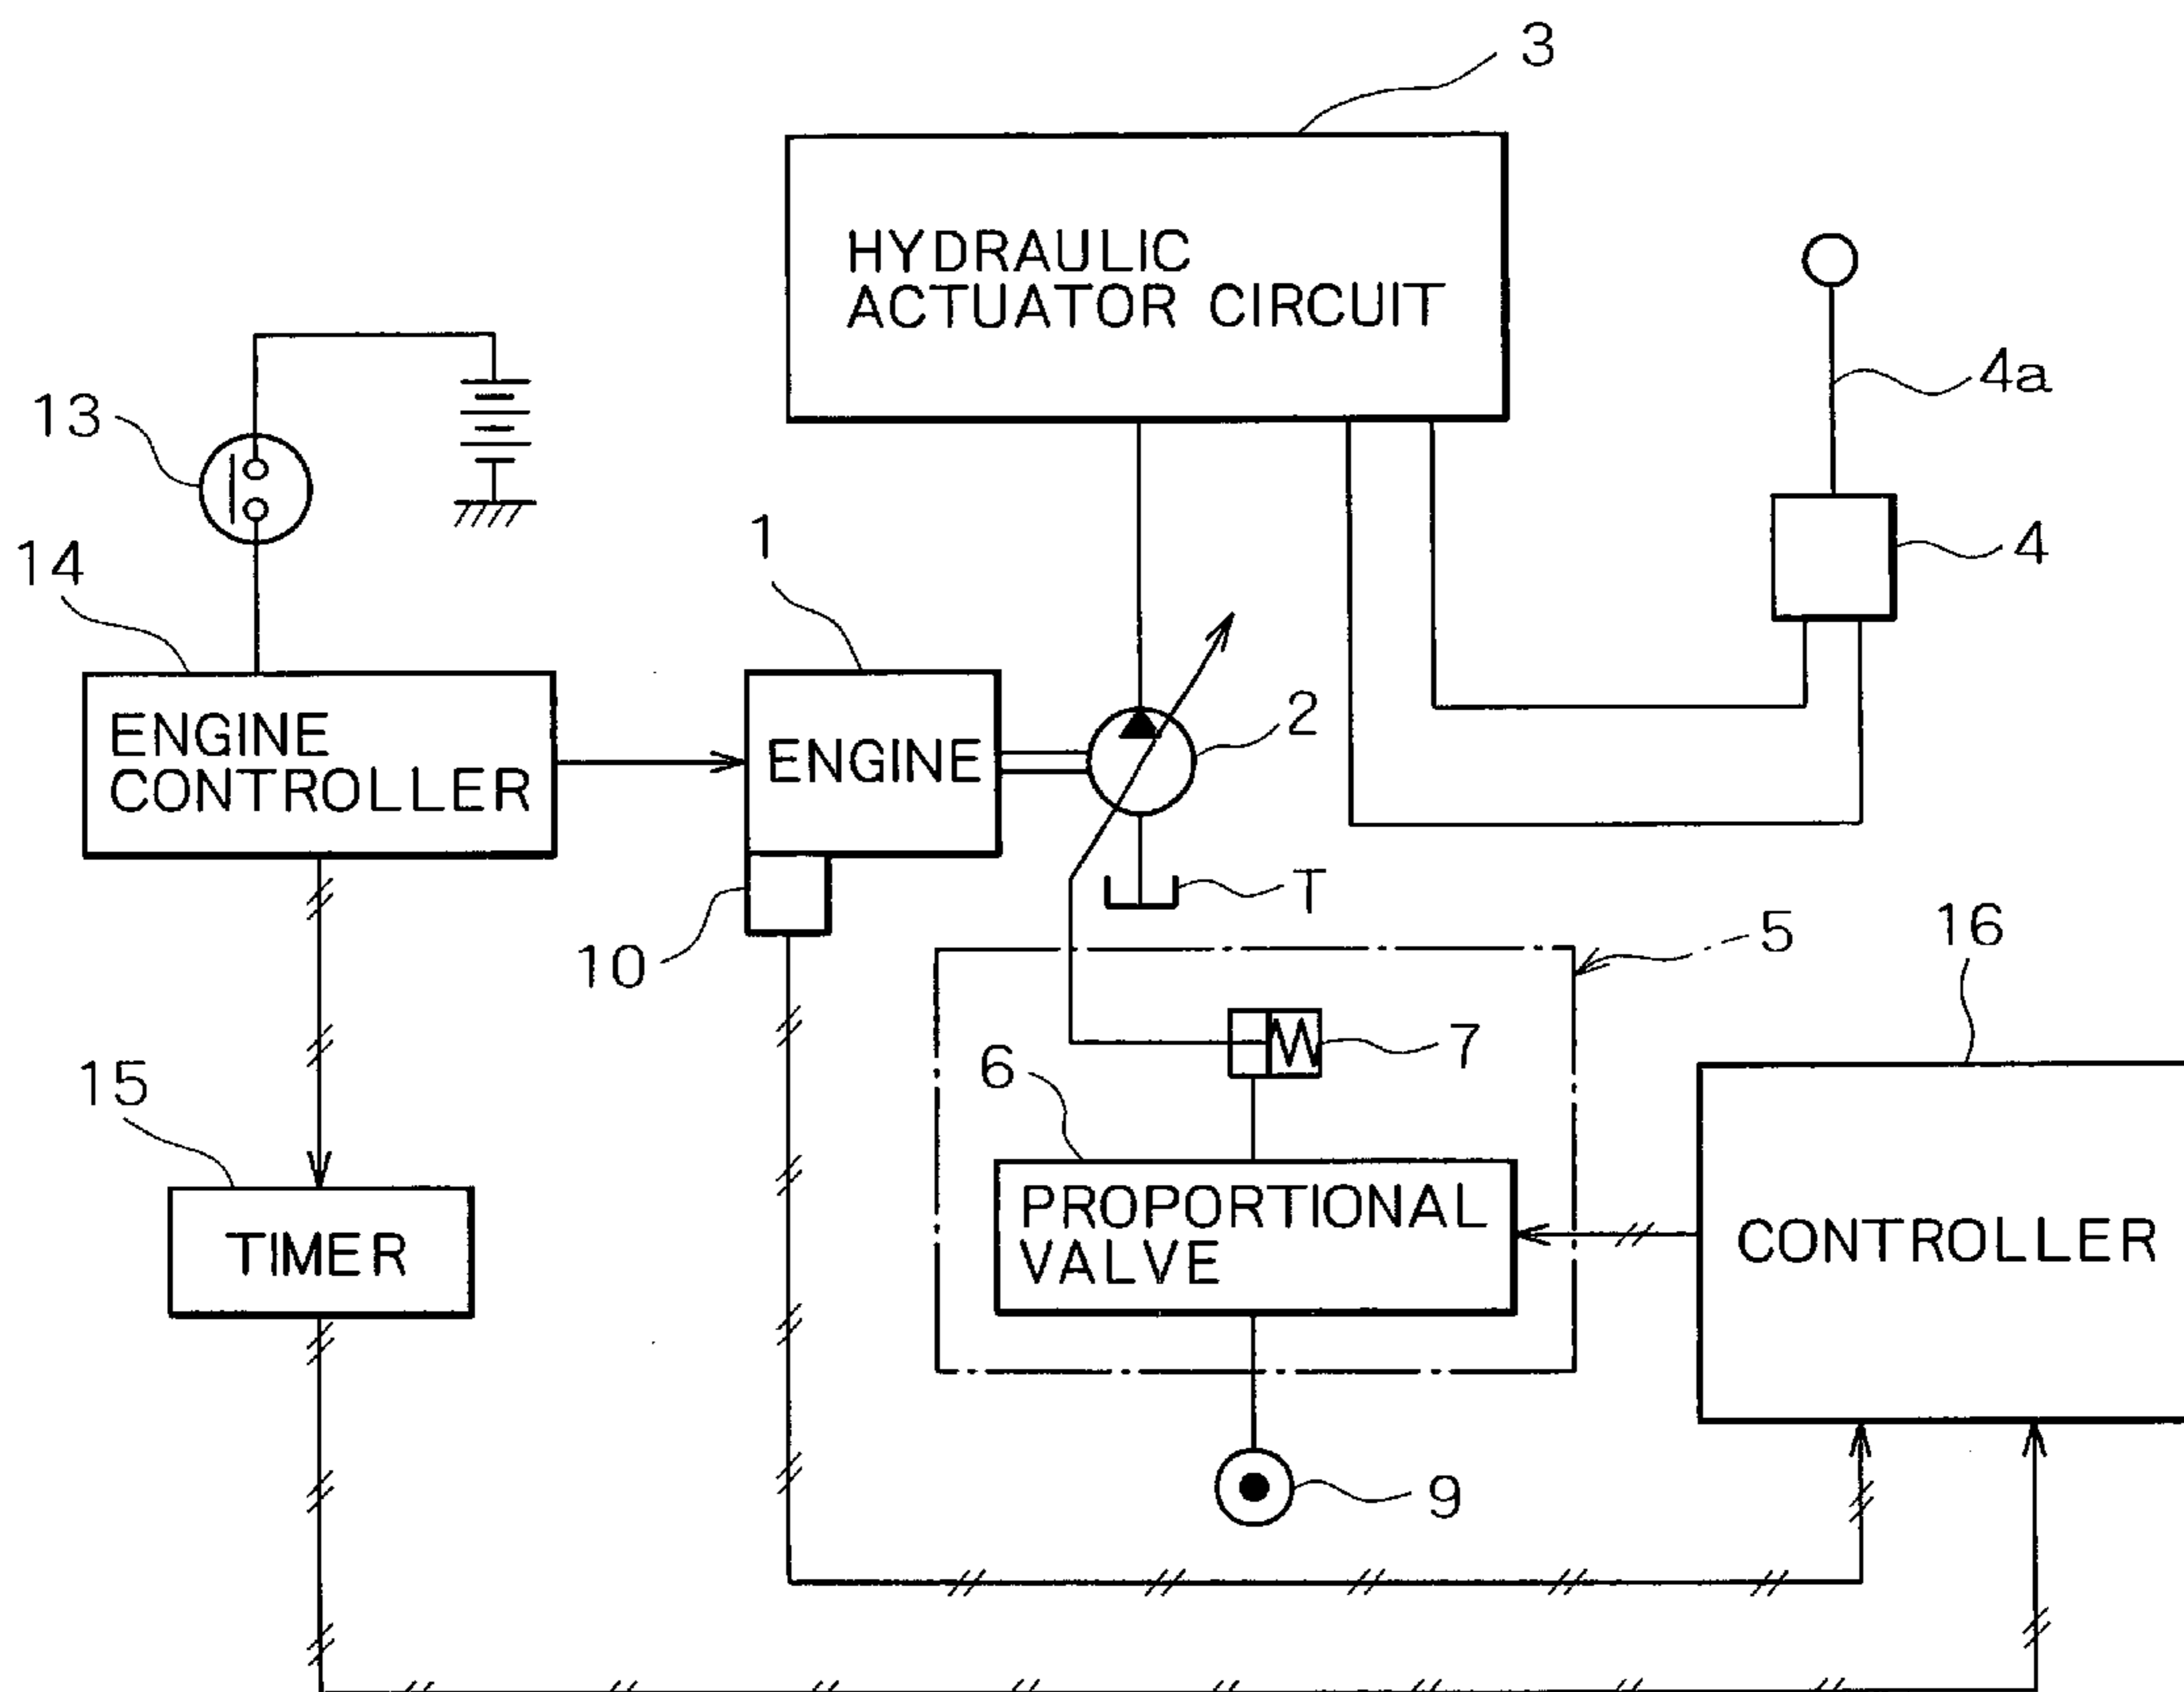 3
HYDRAULIC
ACTUATOR CIRCUIT
4a
13
1
4
14
2
ENGINE
CONTROLLER
ENGINE
T
5
16
10
7
6
15
PROPORTIONAL
VALVE
CONTROLLER
TIMER
9